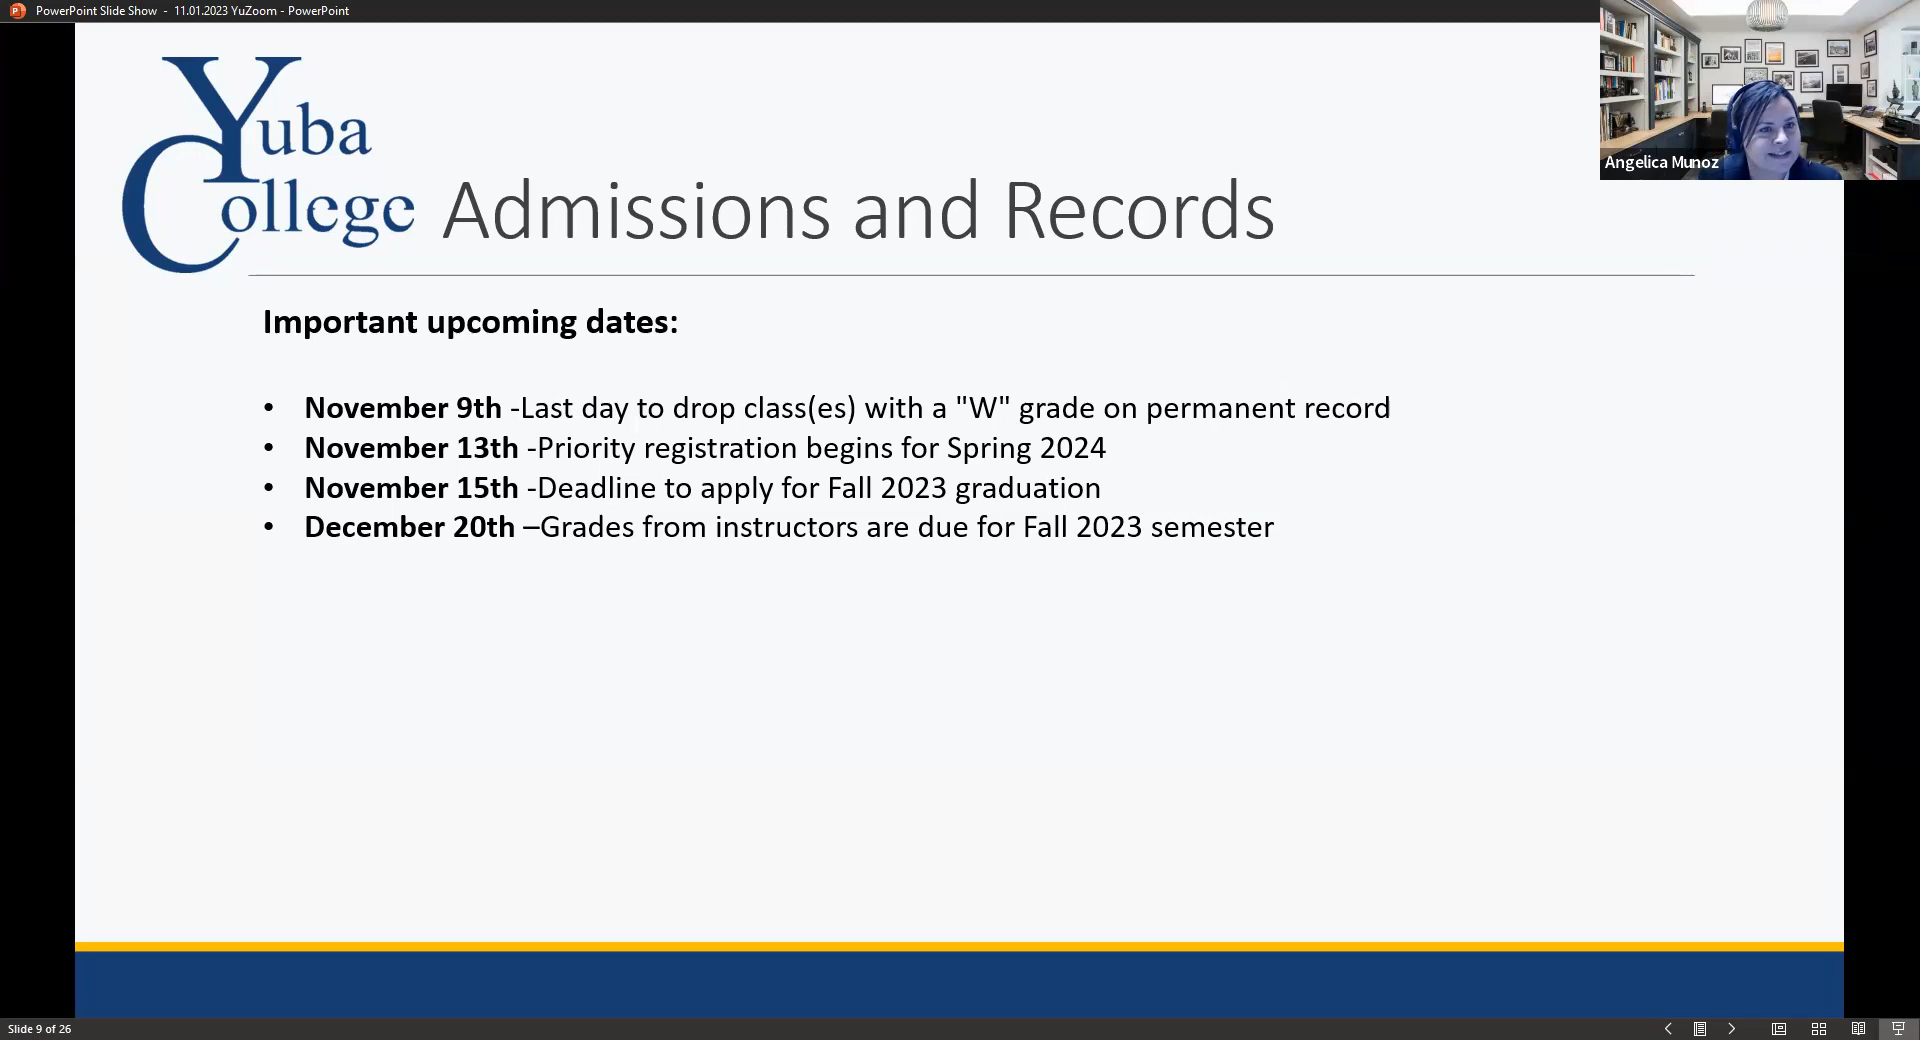 PowerPoint Slide Show - 11.01.2023 YuZoom - PowerPoint
Yuba
College
Admissions and Records
Angelica Munoz
Important upcoming dates:
• November 9th -Last day to drop class(es) with a "W" grade on permanent record
• November 13th -Priority registration begins for Spring 2024
• November 15th -Deadline to apply for Fall 2023 graduation
• December 20th –Grades from instructors are due for Fall 2023 semester
Slide 9 of 26